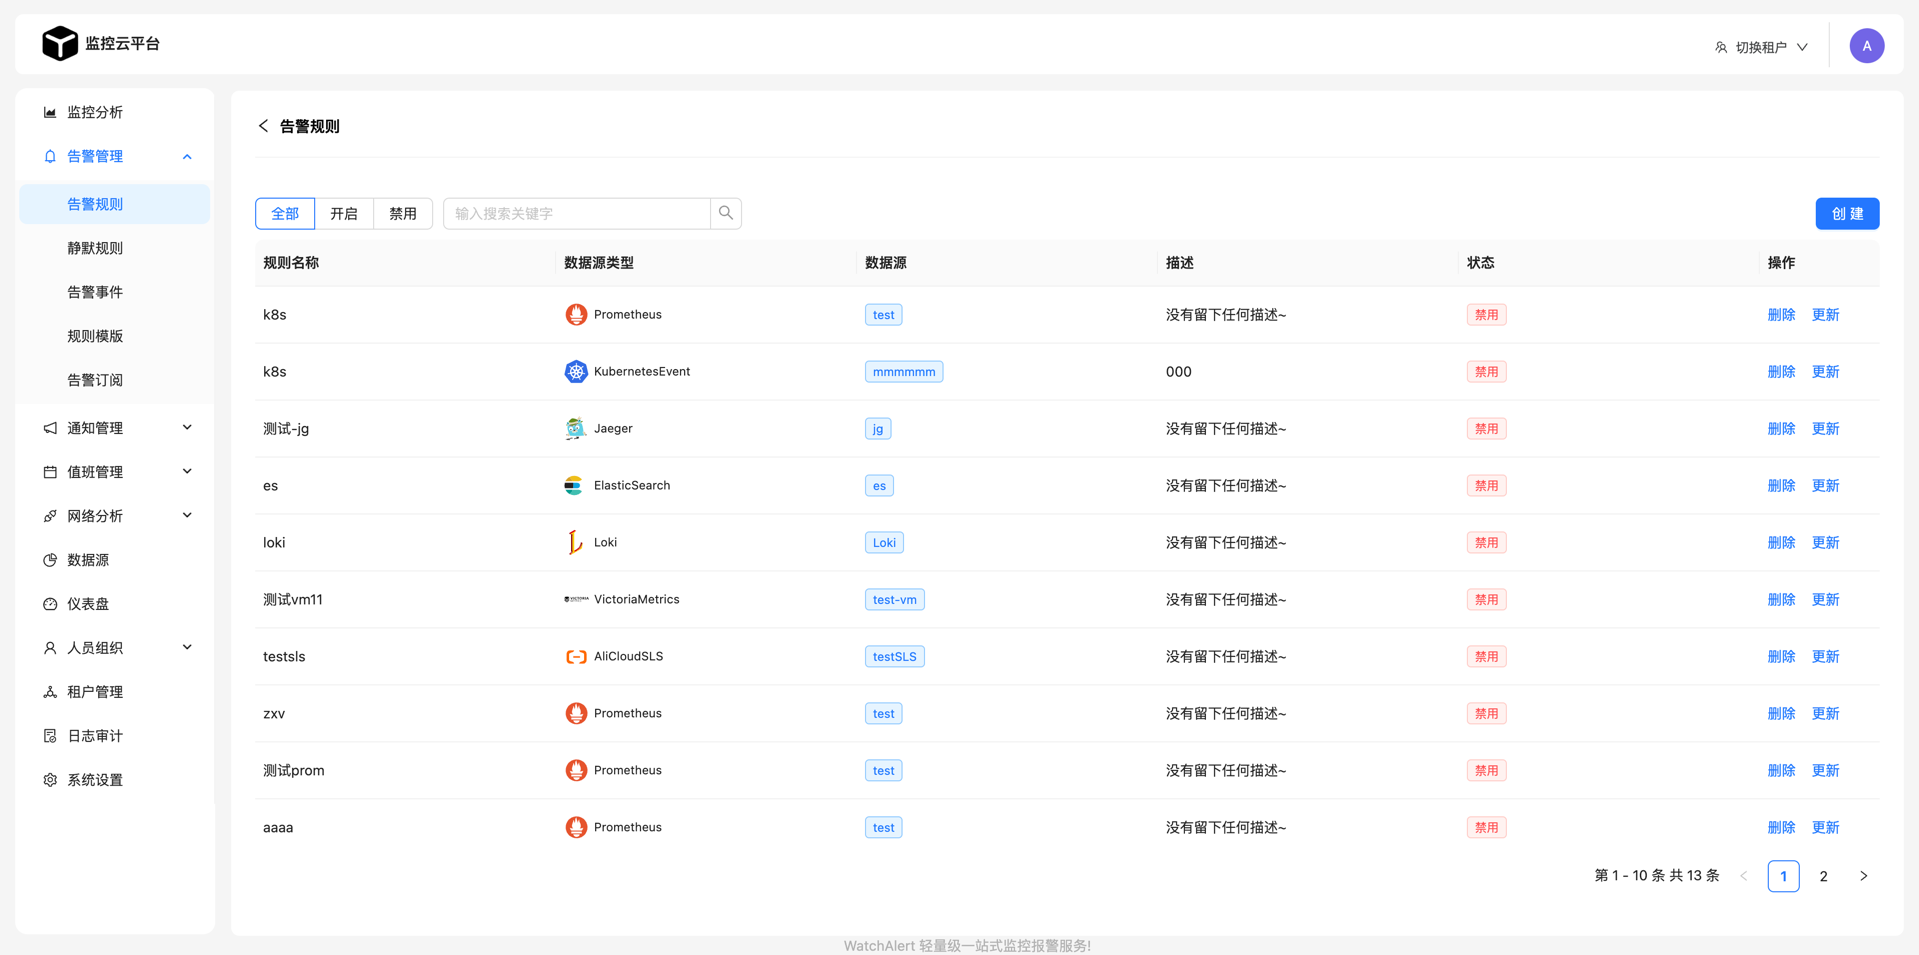 监控云平台
切换租户
A
监控分析
告警管理
告警规则
静默规则
告警事件
规则模版
告警订阅
通知管理
值班管理
网络分析
数据源
仪表盘
人员组织
租户管理
日志审计
系统设置
告警规则
全部 开启 禁用 输入搜索关键字 创 建
规则名称 数据源类型 数据源 描述 状态 操作
k8s Prometheus test 没有留下任何描述~ 禁用 删除 更新
k8s KubernetesEvent mmmmmm 000 禁用 删除 更新
测试-jg Jaeger jg 没有留下任何描述~ 禁用 删除 更新
es ElasticSearch es 没有留下任何描述~ 禁用 删除 更新
loki Loki Loki 没有留下任何描述~ 禁用 删除 更新
测试vm11 VictoriaMetrics test-vm 没有留下任何描述~ 禁用 删除 更新
testsls AliCloudSLS testSLS 没有留下任何描述~ 禁用 删除 更新
zxv Prometheus test 没有留下任何描述~ 禁用 删除 更新
测试prom Prometheus test 没有留下任何描述~ 禁用 删除 更新
aaaa Prometheus test 没有留下任何描述~ 禁用 删除 更新
第 1 - 10 条 共 13 条 1 2
WatchAlert 轻量级一站式监控报警服务!